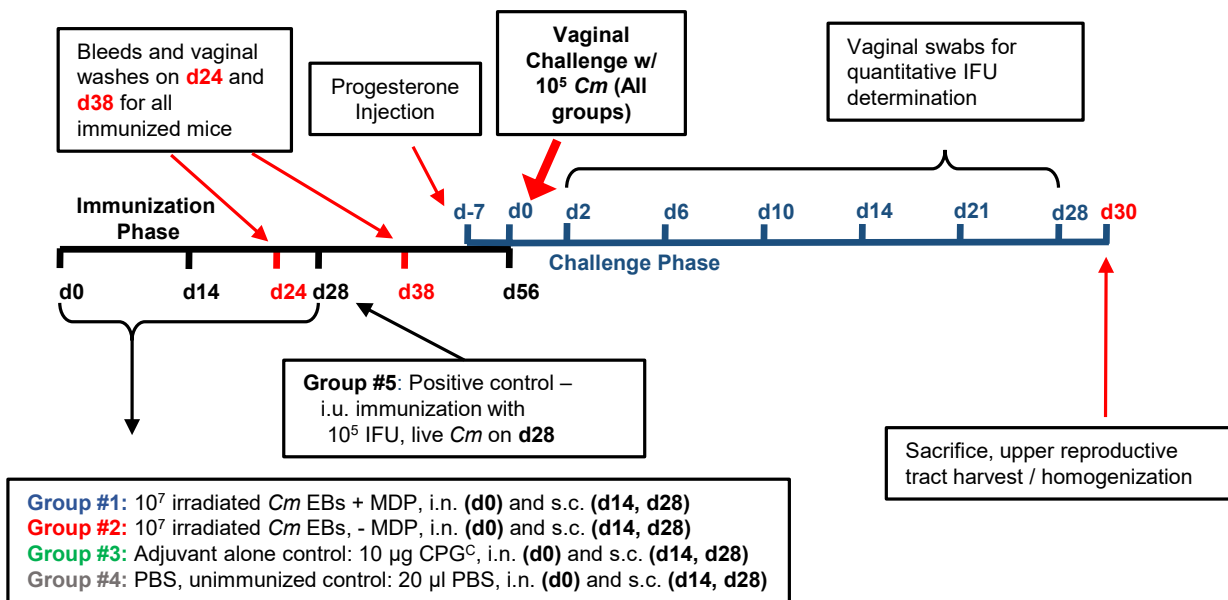 Bleeds and vaginal
washes on d24 and
d38 for all
immunized mice
Progesterone
Injection
Vaginal
Challenge w/
10⁵ Cm (All
groups)
Vaginal swabs for
quantitative IFU
determination
Immunization
Phase
d-7 d0 d2 d6 d10 d14 d21 d28 d30
Challenge Phase
d0 d14 d24 d28 d38 d56
Group #5: Positive control –
i.u. immunization with
10⁵ IFU, live Cm on d28
Sacrifice, upper reproductive
tract harvest / homogenization
Group #1: 10⁷ irradiated Cm EBs + MDP, i.n. (d0) and s.c. (d14, d28)
Group #2: 10⁷ irradiated Cm EBs, - MDP, i.n. (d0) and s.c. (d14, d28)
Group #3: Adjuvant alone control: 10 µg CPGᶜ, i.n. (d0) and s.c. (d14, d28)
Group #4: PBS, unimmunized control: 20 µl PBS, i.n. (d0) and s.c. (d14, d28)